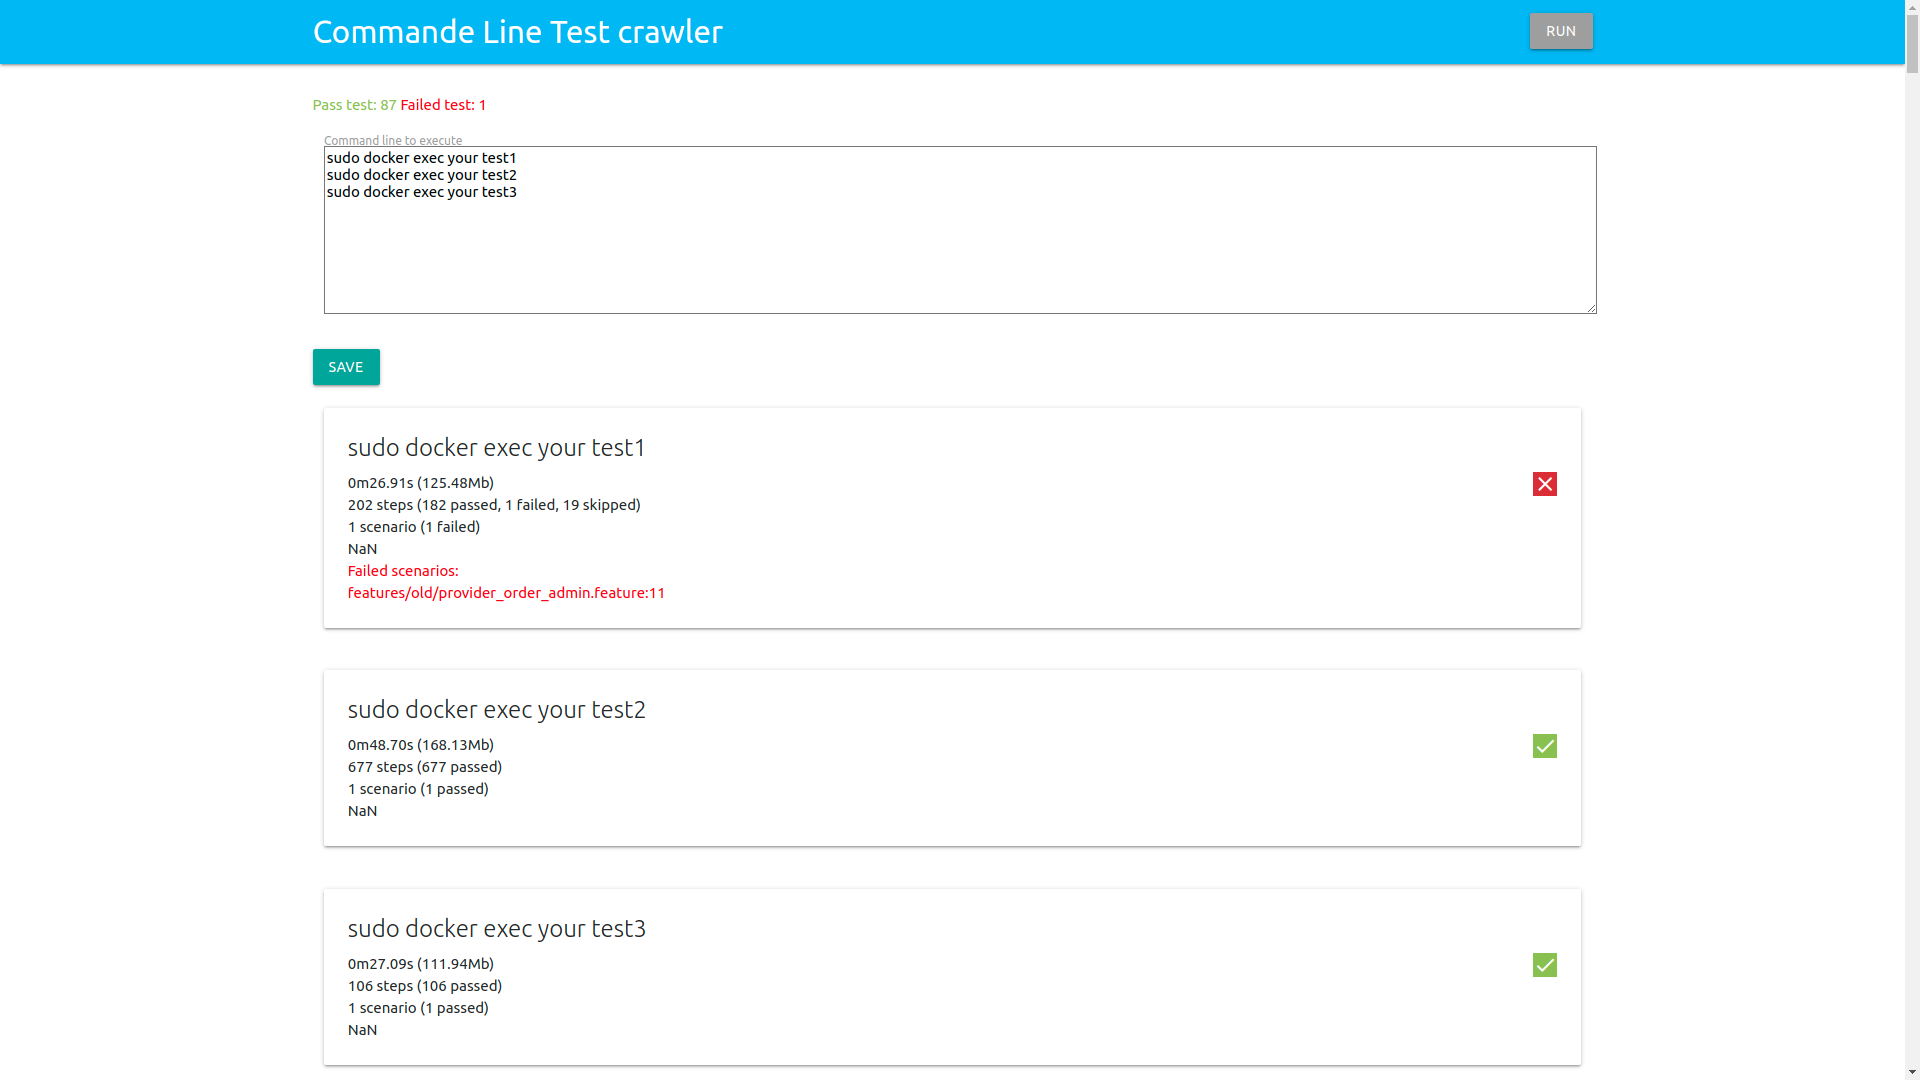 Commande Line Test crawler
RUN
Pass test: 87 Failed test: 1
Command line to execute
sudo docker exec your test1
sudo docker exec your test2
sudo docker exec your test3
SAVE
sudo docker exec your test1
0m26.91s (125.48Mb)
202 steps (182 passed, 1 failed, 19 skipped)
1 scenario (1 failed)
NaN
Failed scenarios:
features/old/provider_order_admin.feature:11
sudo docker exec your test2
0m48.70s (168.13Mb)
677 steps (677 passed)
1 scenario (1 passed)
NaN
sudo docker exec your test3
0m27.09s (111.94Mb)
106 steps (106 passed)
1 scenario (1 passed)
NaN